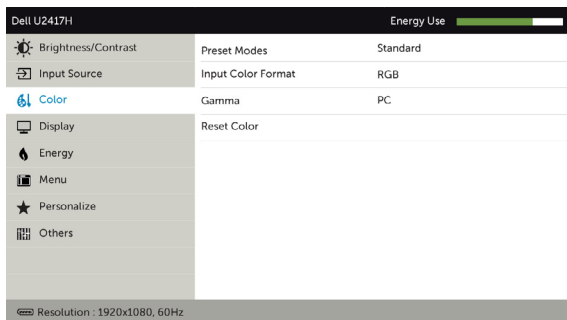 Dell U2417H Energy Use
Brightness/Contrast
Input Source
Color
Display
Energy
Menu
Personalize
Others
Preset Modes Standard
Input Color Format RGB
Gamma PC
Reset Color
Resolution : 1920x1080, 60Hz